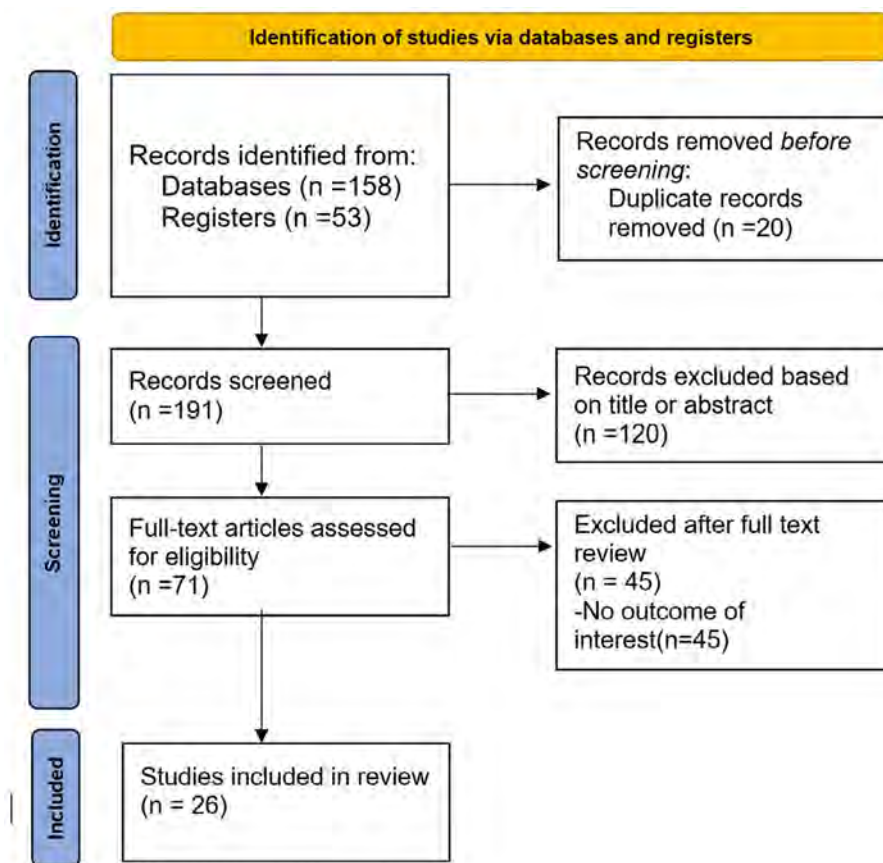 Identification of studies via databases and registers
Identification
Records identified from:
Databases (n =158)
Registers (n =53)
Records removed before
screening:
Duplicate records
removed (n =20)
Screening
Records screened
(n =191)
Records excluded based
on title or abstract
(n =120)
Full-text articles assessed
for eligibility
(n =71)
Excluded after full text
review
(n = 45)
-No outcome of
interest(n=45)
Included
Studies included in review
(n = 26)